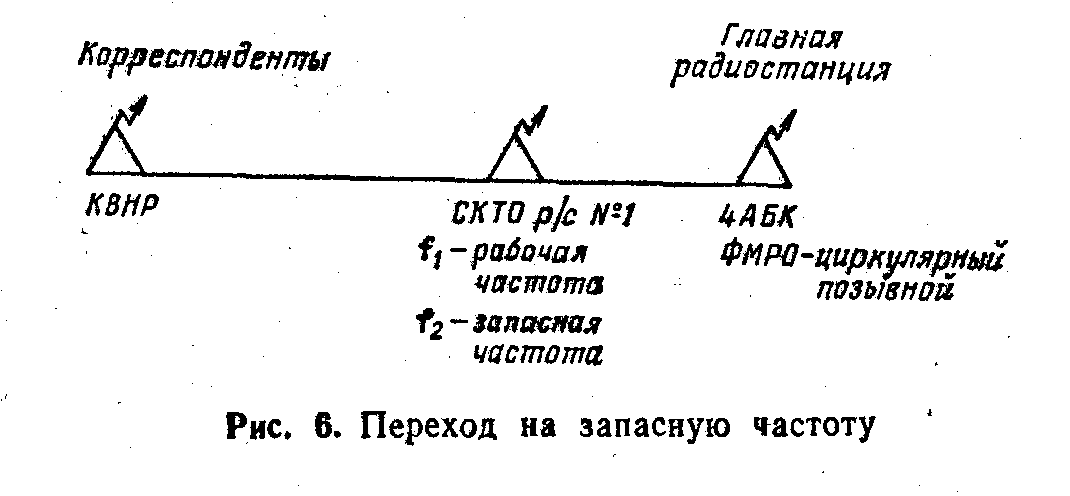 Корреспонденты
Главная
радиостанция
КВНР
СКТО р/с №1
4АБК
f1 – рабочая
частота
f2 – запасная
частота
ФМРО – циркулярный
позывной
Рис. 6. Переход на запасную частоту